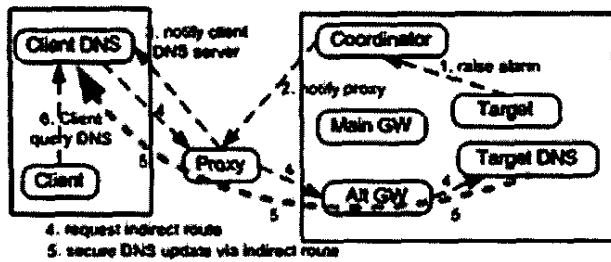 Client DNS
3. notify client
DNS server
Coordinator
1. raise alarm
2. notify proxy
Target
4
6. Client
query DNS
Main GW
5
Proxy
Target DNS
Client
4
Alt GW
4
5
5
4. request indirect route
5. secure DNS update via indirect route